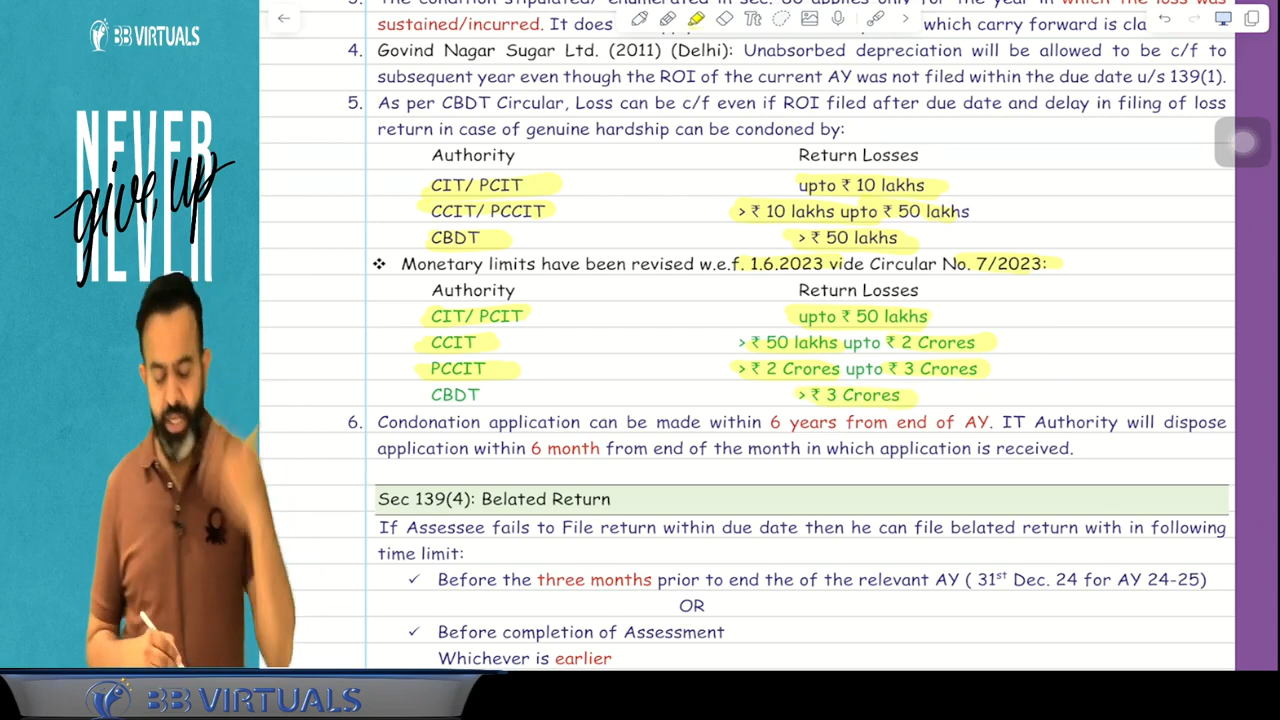 BB VIRTUALS
NEVER
give up
NEVER
sustained/incurred. It does
which carry forward is cla
4. Govind Nagar Sugar Ltd. (2011) (Delhi): Unabsorbed depreciation will be allowed to be c/f to
subsequent year even though the ROI of the current AY was not filed within the due date u/s 139(1).
5. As per CBDT Circular, Loss can be c/f even if ROI filed after due date and delay in filing of loss
return in case of genuine hardship can be condoned by:
Authority Return Losses
CIT/ PCIT upto ₹ 10 lakhs
CCIT/ PCCIT > ₹ 10 lakhs upto ₹ 50 lakhs
CBDT > ₹ 50 lakhs
❖ Monetary limits have been revised w.e.f. 1.6.2023 vide Circular No. 7/2023:
Authority Return Losses
CIT/ PCIT upto ₹ 50 lakhs
CCIT > ₹ 50 lakhs upto ₹ 2 Crores
PCCIT > ₹ 2 Crores upto ₹ 3 Crores
CBDT > ₹ 3 Crores
6. Condonation application can be made within 6 years from end of AY. IT Authority will dispose
application within 6 month from end of the month in which application is received.
Sec 139(4): Belated Return
If Assessee fails to File return within due date then he can file belated return with in following
time limit:
✓ Before the three months prior to end the of the relevant AY ( 31st Dec. 24 for AY 24-25)
OR
✓ Before completion of Assessment
Whichever is earlier
BB VIRTUALS